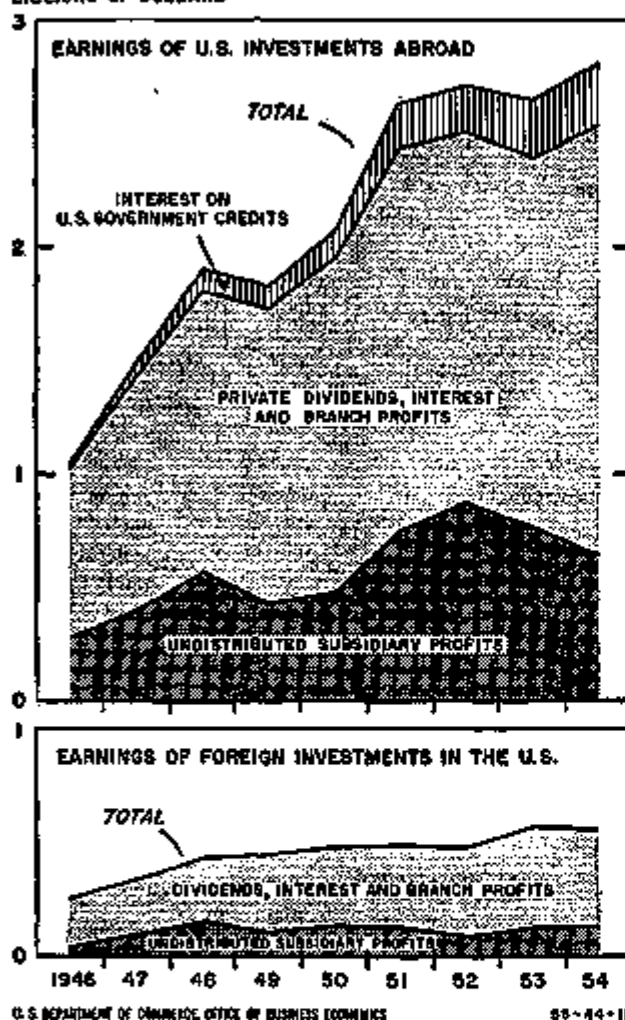 BILLIONS OF DOLLARS
3
EARNINGS OF U.S. INVESTMENTS ABROAD
TOTAL
INTEREST ON
U.S. GOVERNMENT CREDITS
2
PRIVATE DIVIDENDS, INTEREST
AND BRANCH PROFITS
1
UNDISTRIBUTED SUBSIDIARY PROFITS
0
1
EARNINGS OF FOREIGN INVESTMENTS IN THE U.S.
TOTAL
DIVIDENDS, INTEREST AND BRANCH PROFITS
UNDISTRIBUTED SUBSIDIARY PROFITS
0
1946 47 48 49 50 51 52 53 54
U.S. DEPARTMENT OF COMMERCE, OFFICE OF BUSINESS ECONOMICS